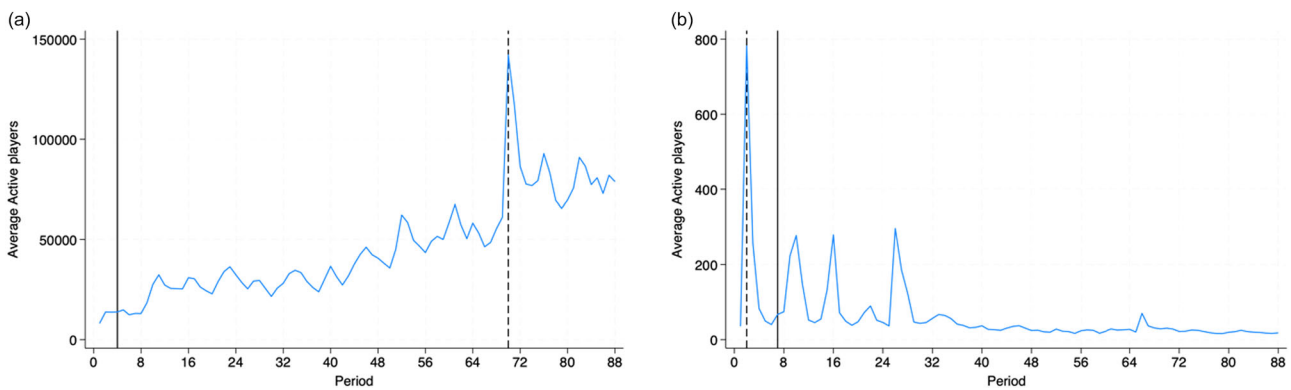 (a)
150000
100000
50000
0
0 8 16 24 32 40 48 56 64 72 80 88
Average Active players
Period
(b)
800
600
400
200
0
0 8 16 24 32 40 48 56 64 72 80 88
Average Active players
Period